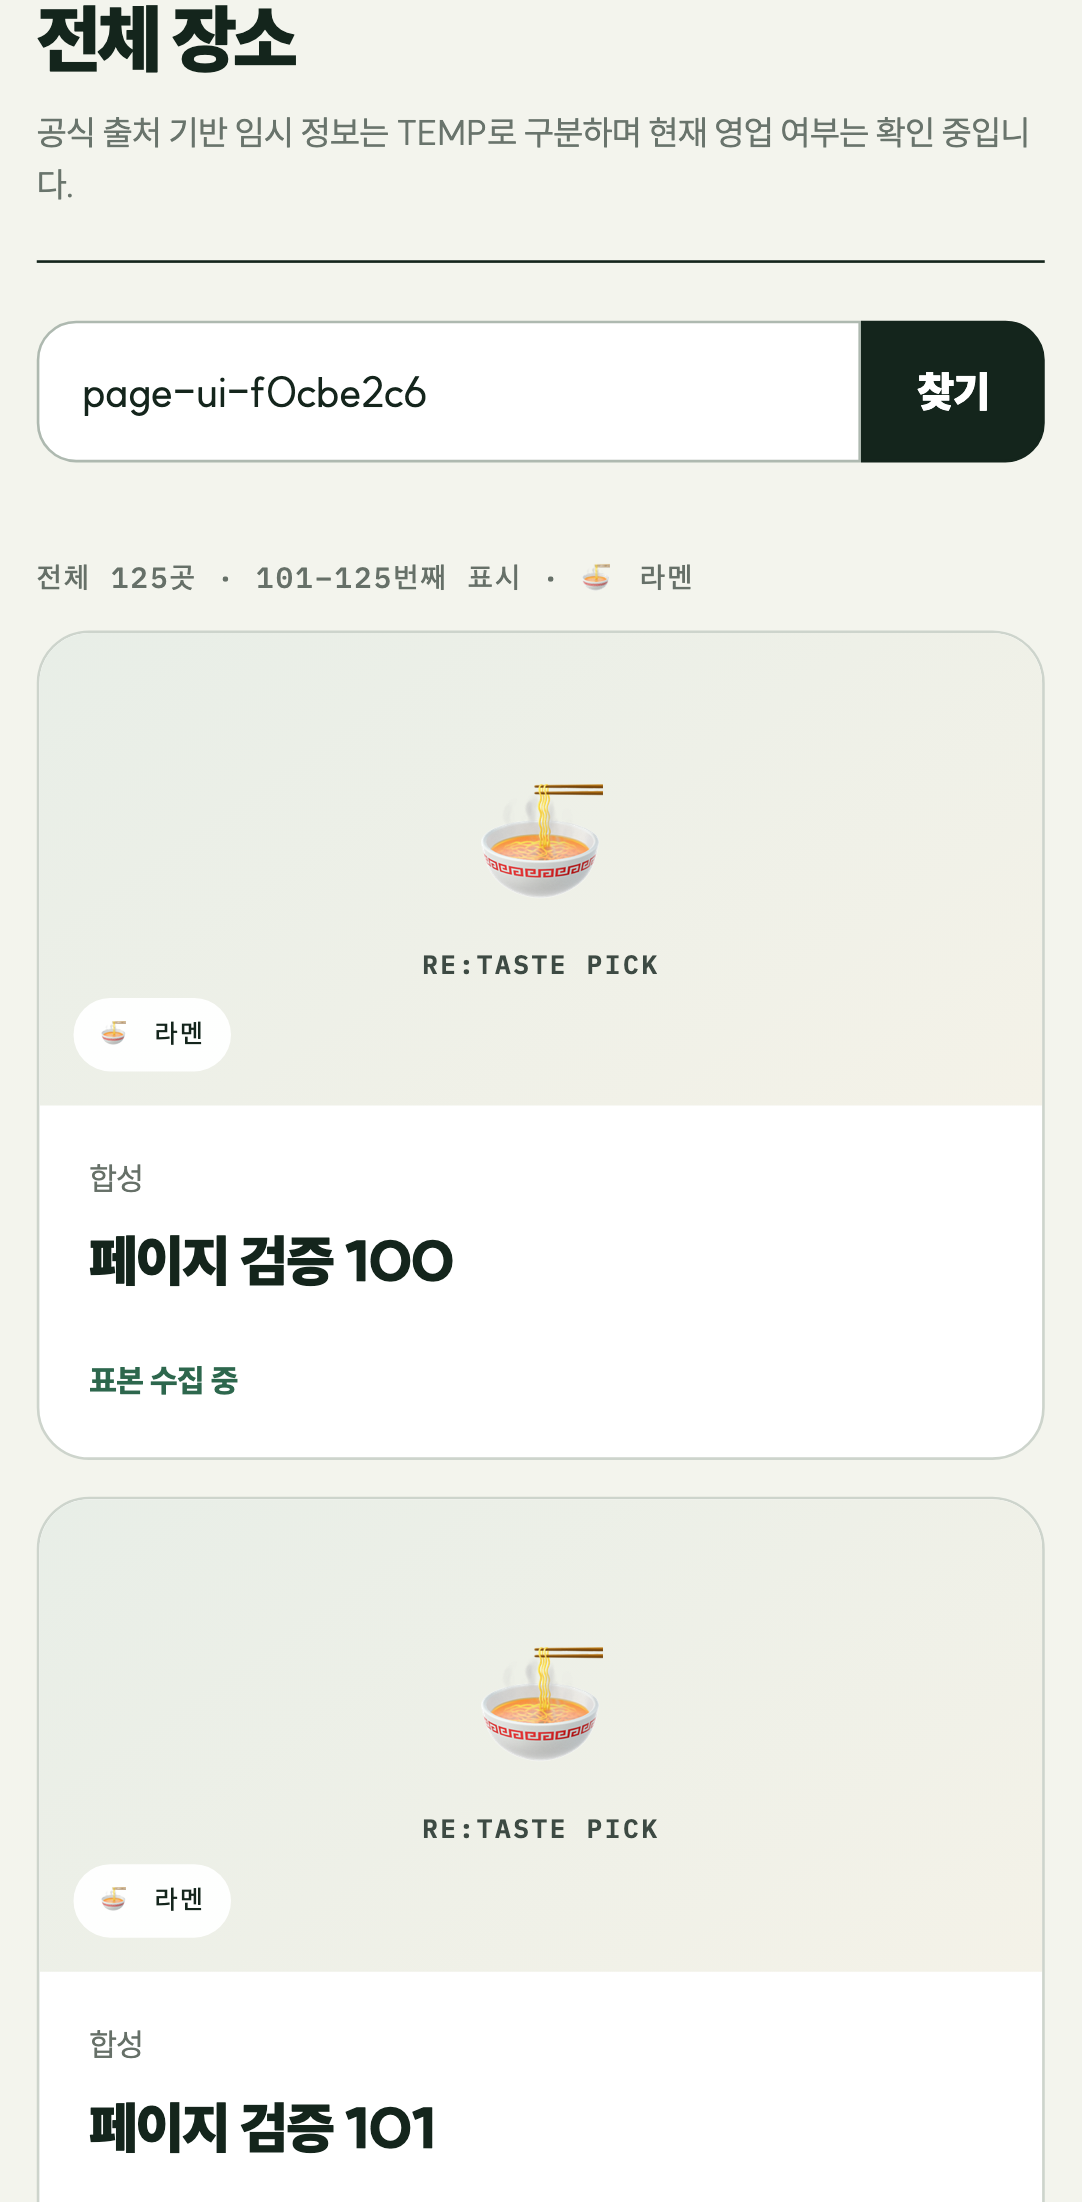 전체 장소
공식 출처 기반 임시 정보는 TEMP로 구분하며 현재 영업 여부는 확인 중입니
다.
page-ui-f0cbe2c6
찾기
전체 125곳 · 101–125번째 표시 · 🍜 라멘
RE:TASTE PICK
🍜 라멘
합성
페이지 검증 100
표본 수집 중
RE:TASTE PICK
🍜 라멘
합성
페이지 검증 101